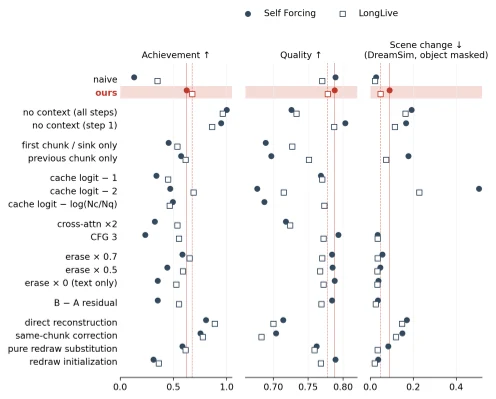 Self Forcing LongLive
Achievement ↑ Quality ↑ Scene change ↓
(DreamSim, object masked)
naive
ours
no context (all steps)
no context (step 1)
first chunk / sink only
previous chunk only
cache logit − 1
cache logit − 2
cache logit − log(Nc/Nq)
cross-attn ×2
CFG 3
erase × 0.7
erase × 0.5
erase × 0 (text only)
B − A residual
direct reconstruction
same-chunk correction
pure redraw substitution
redraw initialization
0.0 0.5 1.0 0.70 0.75 0.80 0.0 0.2 0.4